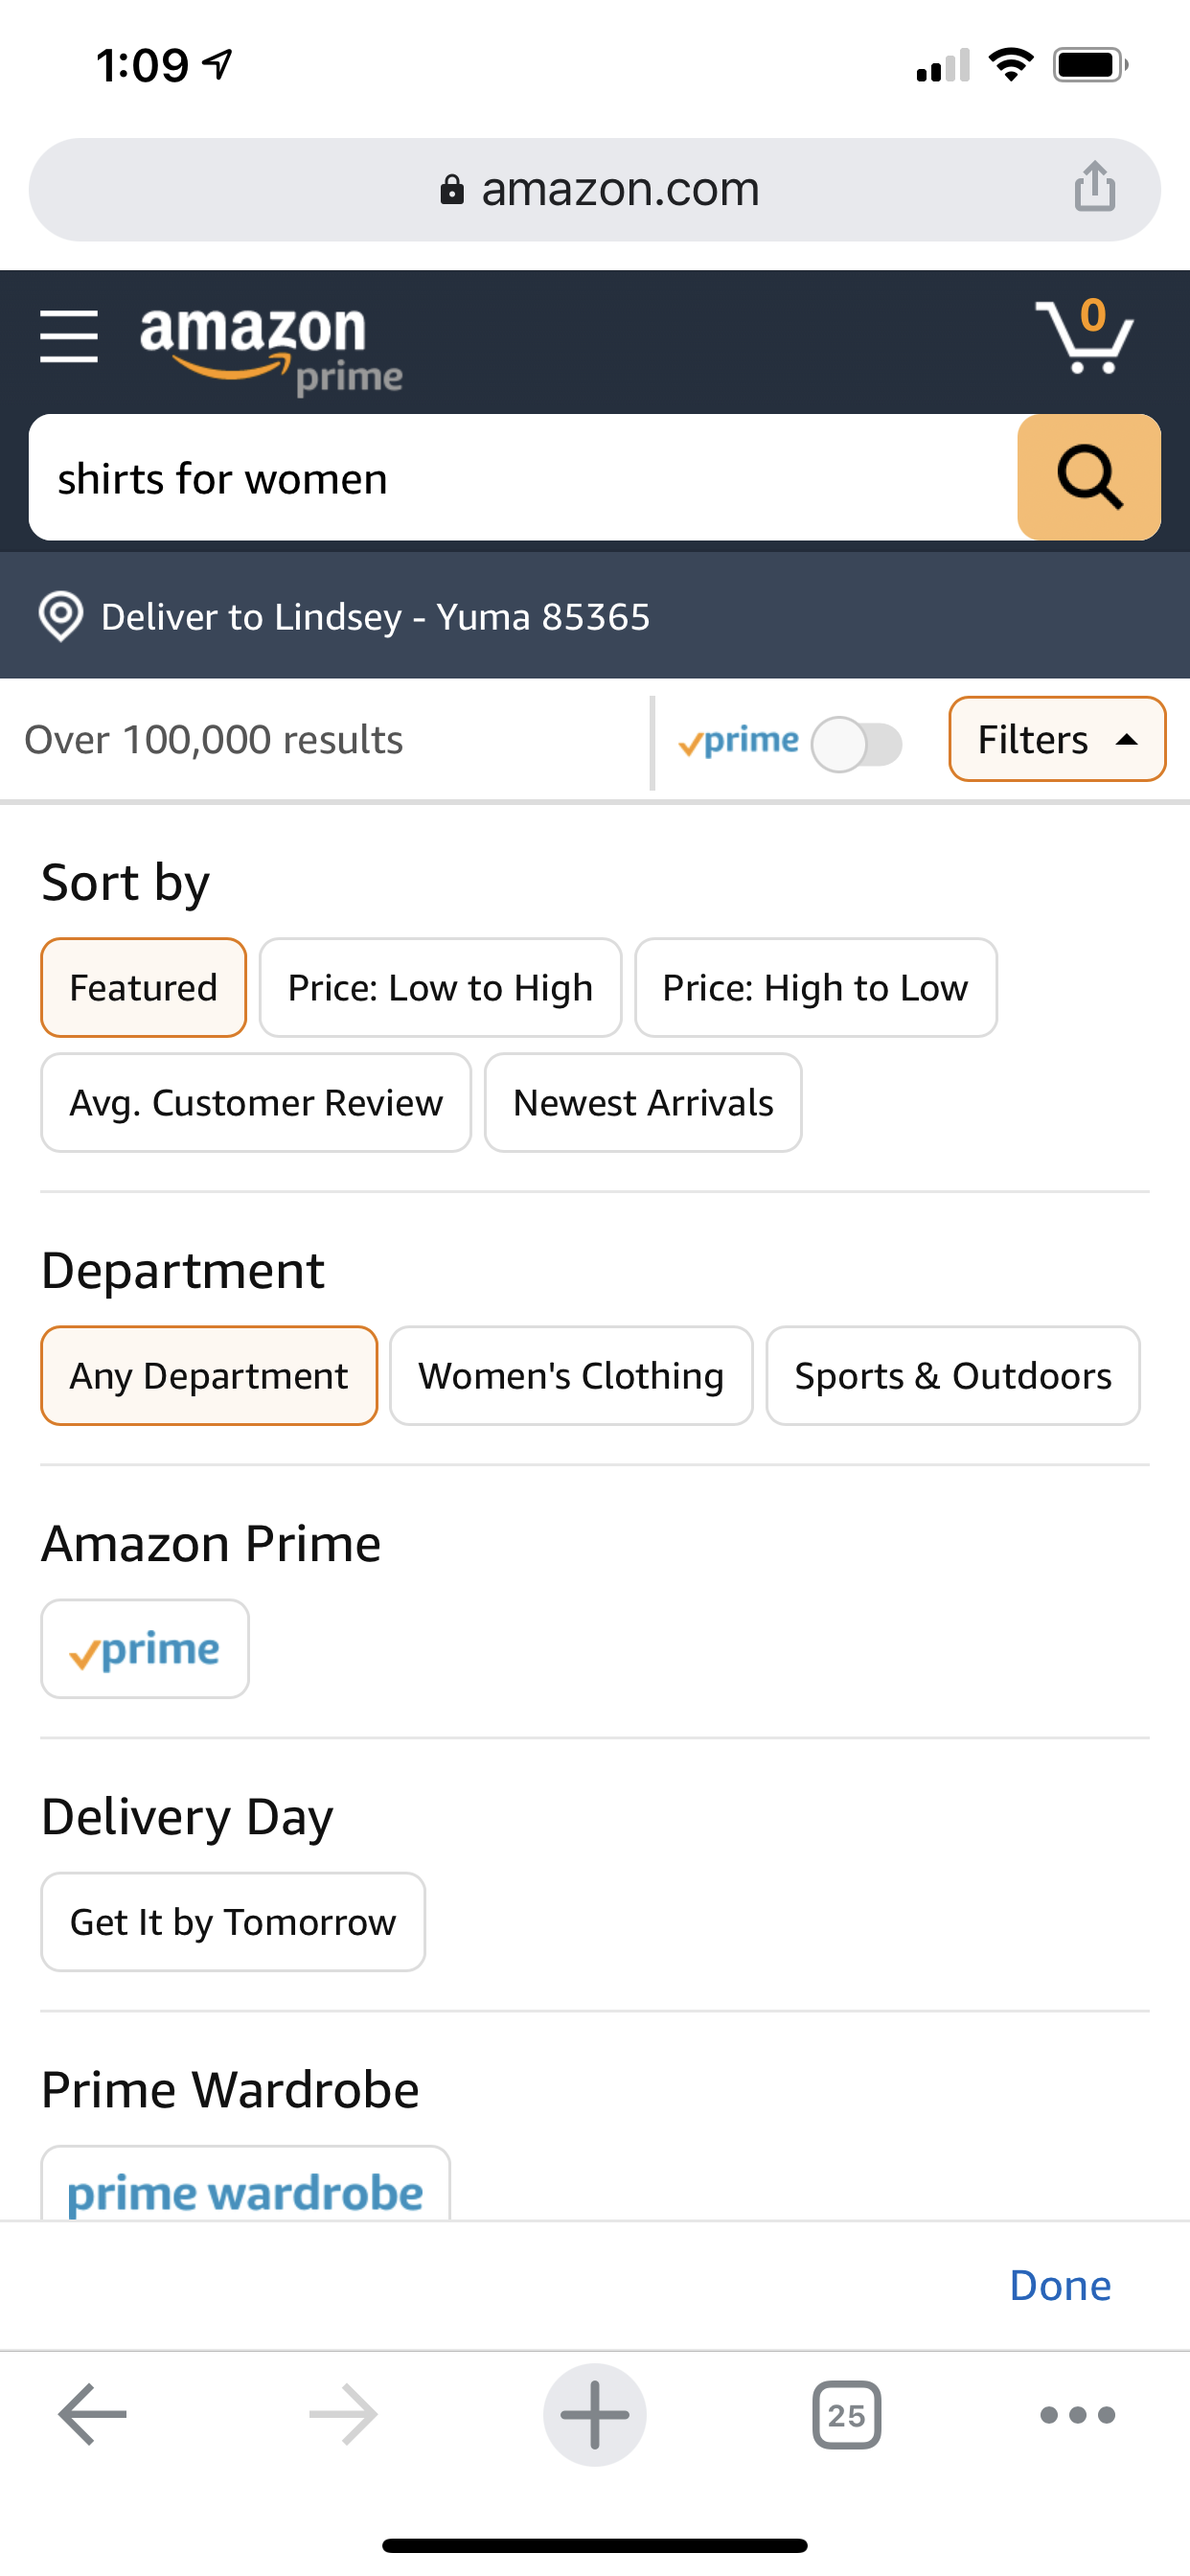 1:09
amazon.com
amazon prime
0
shirts for women
Deliver to Lindsey - Yuma 85365
Over 100,000 results prime Filters
Sort by
Featured Price: Low to High Price: High to Low
Avg. Customer Review Newest Arrivals
Department
Any Department Women's Clothing Sports & Outdoors
Amazon Prime
prime
Delivery Day
Get It by Tomorrow
Prime Wardrobe
prime wardrobe
Done
25